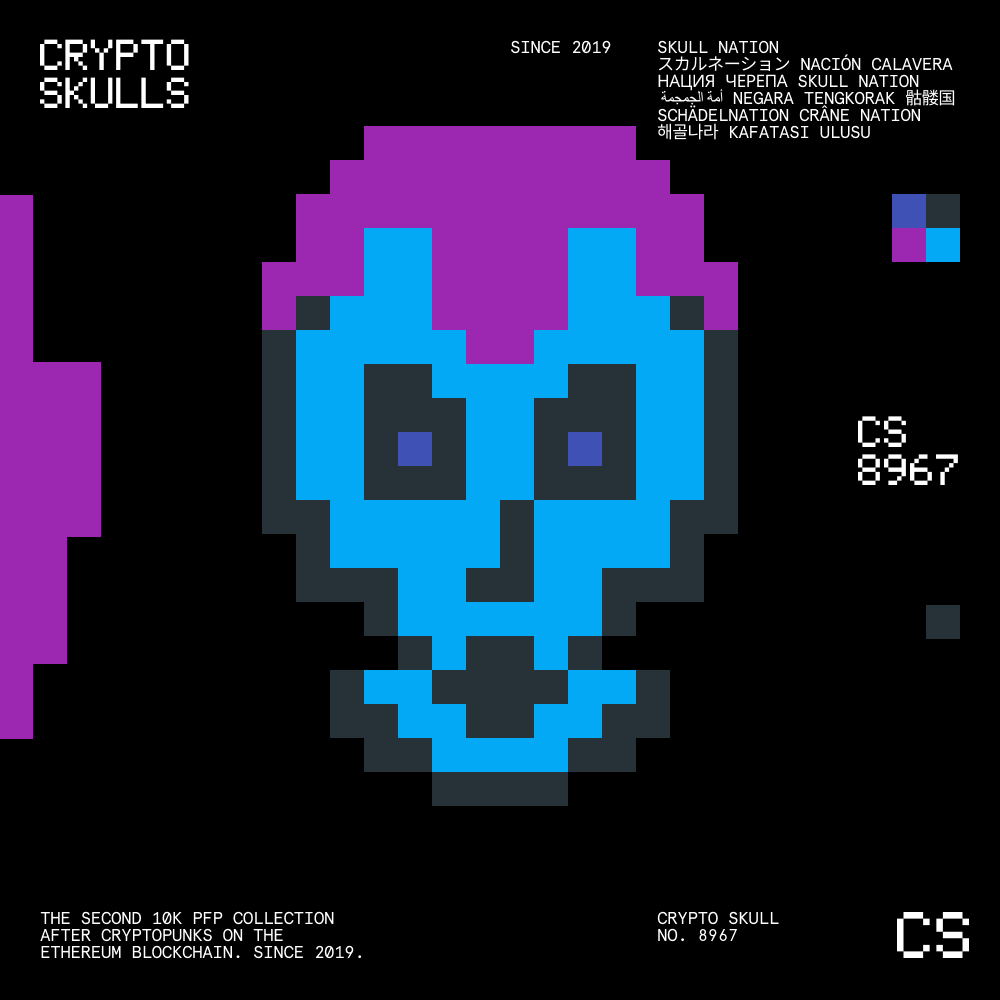 CRYPTO
SKULLS
SINCE 2019
SKULL NATION
スカルネーション NACIÓN CALAVERA
НАЦИЯ ЧЕРЕПА SKULL NATION
أمة الجمجمة NEGARA TENGKORAK 骷髅国
SCHÄDELNATION CRÂNE NATION
해골나라 KAFATASI ULUSU
CS
8967
THE SECOND 10K PFP COLLECTION
AFTER CRYPTOPUNKS ON THE
ETHEREUM BLOCKCHAIN. SINCE 2019.
CRYPTO SKULL
NO. 8967
CS